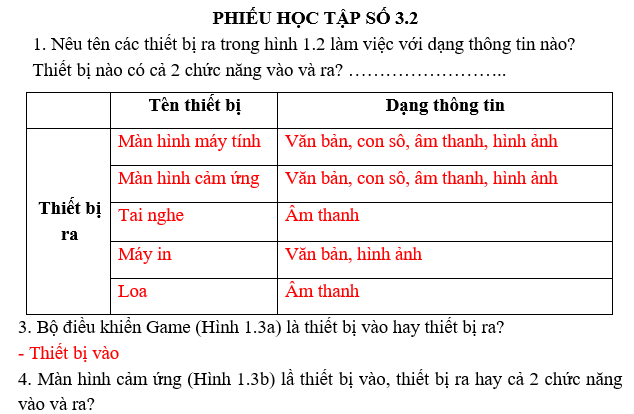 PHIẾU HỌC TẬP SỐ 3.2
1. Nêu tên các thiết bị ra trong hình 1.2 làm việc với dạng thông tin nào?
Thiết bị nào có cả 2 chức năng vào và ra? ……………………..
Tên thiết bị Dạng thông tin
Thiết bị ra
Màn hình máy tính Văn bản, con sô, âm thanh, hình ảnh
Màn hình cảm ứng Văn bản, con sô, âm thanh, hình ảnh
Tai nghe Âm thanh
Máy in Văn bản, hình ảnh
Loa Âm thanh
3. Bộ điều khiển Game (Hình 1.3a) là thiết bị vào hay thiết bị ra?
- Thiết bị vào
4. Màn hình cảm ứng (Hình 1.3b) lầ thiết bị vào, thiết bị ra hay cả 2 chức năng
vào và ra?